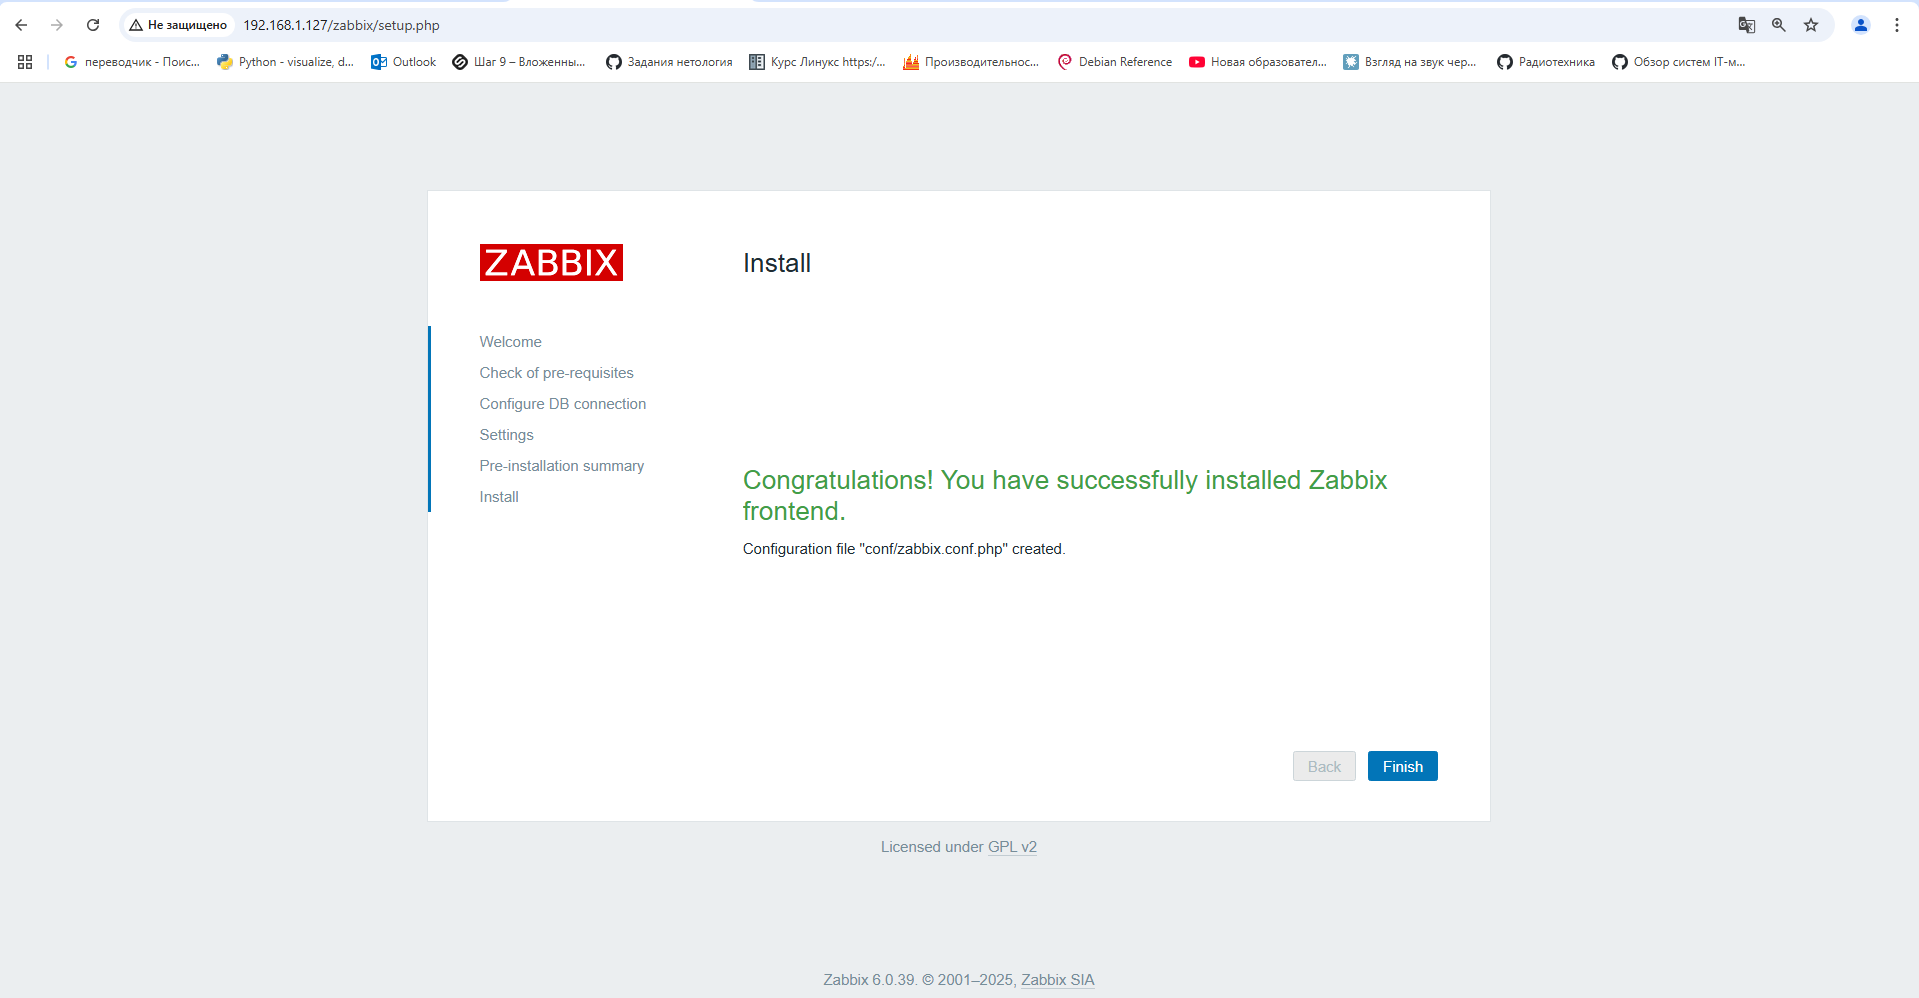 Не защищено 192.168.1.127/zabbix/setup.php
переводчик - Поис... Python - visualize, d... Outlook Шаг 9 – Вложенны... Задания нетология Курс Линукс https:/... Производительнос... Debian Reference Новая образовател... Взгляд на звук чер... Радиотехника Обзор систем IT-м...
ZABBIX
Install
Welcome
Check of pre-requisites
Configure DB connection
Settings
Pre-installation summary
Install
Congratulations! You have successfully installed Zabbix
frontend.
Configuration file "conf/zabbix.conf.php" created.
Back Finish
Licensed under GPL v2
Zabbix 6.0.39. © 2001–2025, Zabbix SIA